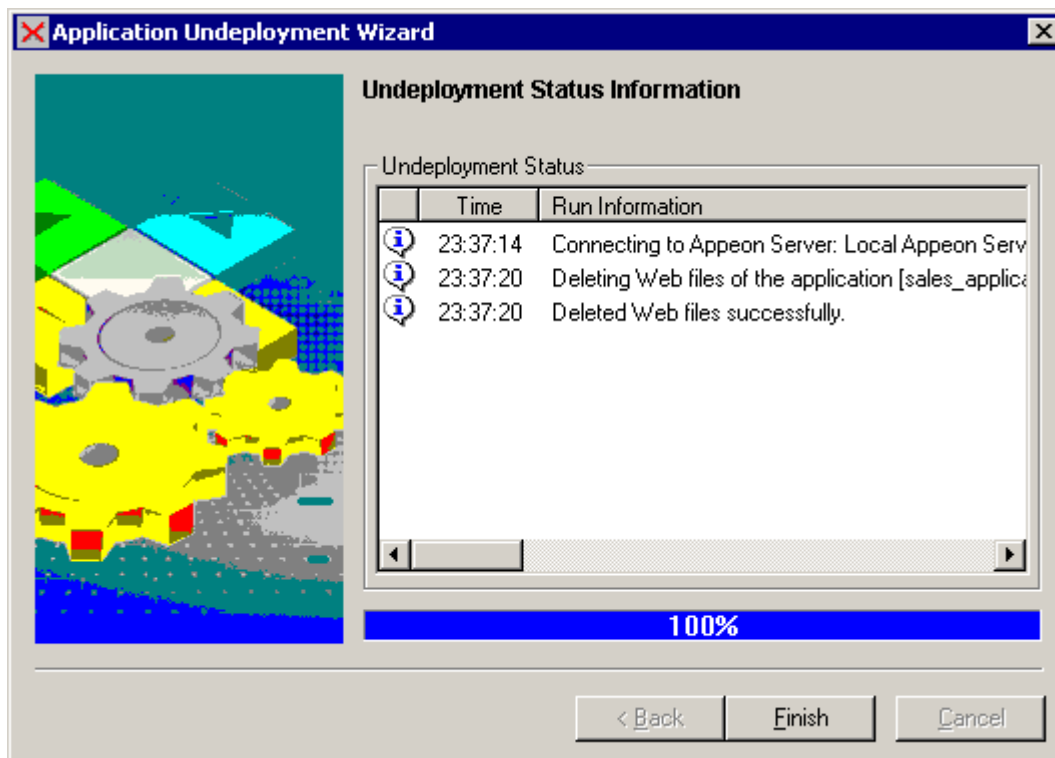 Application Undeployment Wizard
Undeployment Status Information
Undeployment Status
Time Run Information
23:37:14 Connecting to Appeon Server: Local Appeon Serv
23:37:20 Deleting Web files of the application [sales_applica
23:37:20 Deleted Web files successfully.
100%
< Back Finish Cancel